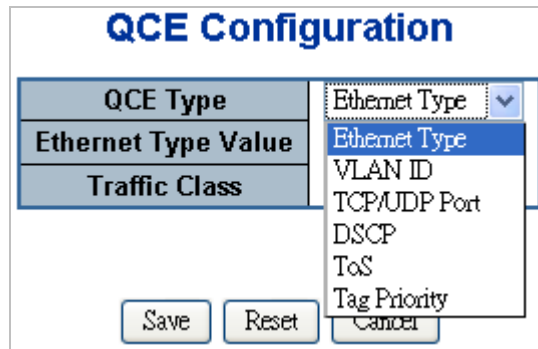 QCE Configuration
QCE Type Ethernet Type
Ethernet Type Value Ethernet Type
VLAN ID
Traffic Class
TCP/UDP Port
DSCP
ToS
Tag Priority
Save Reset Cancel